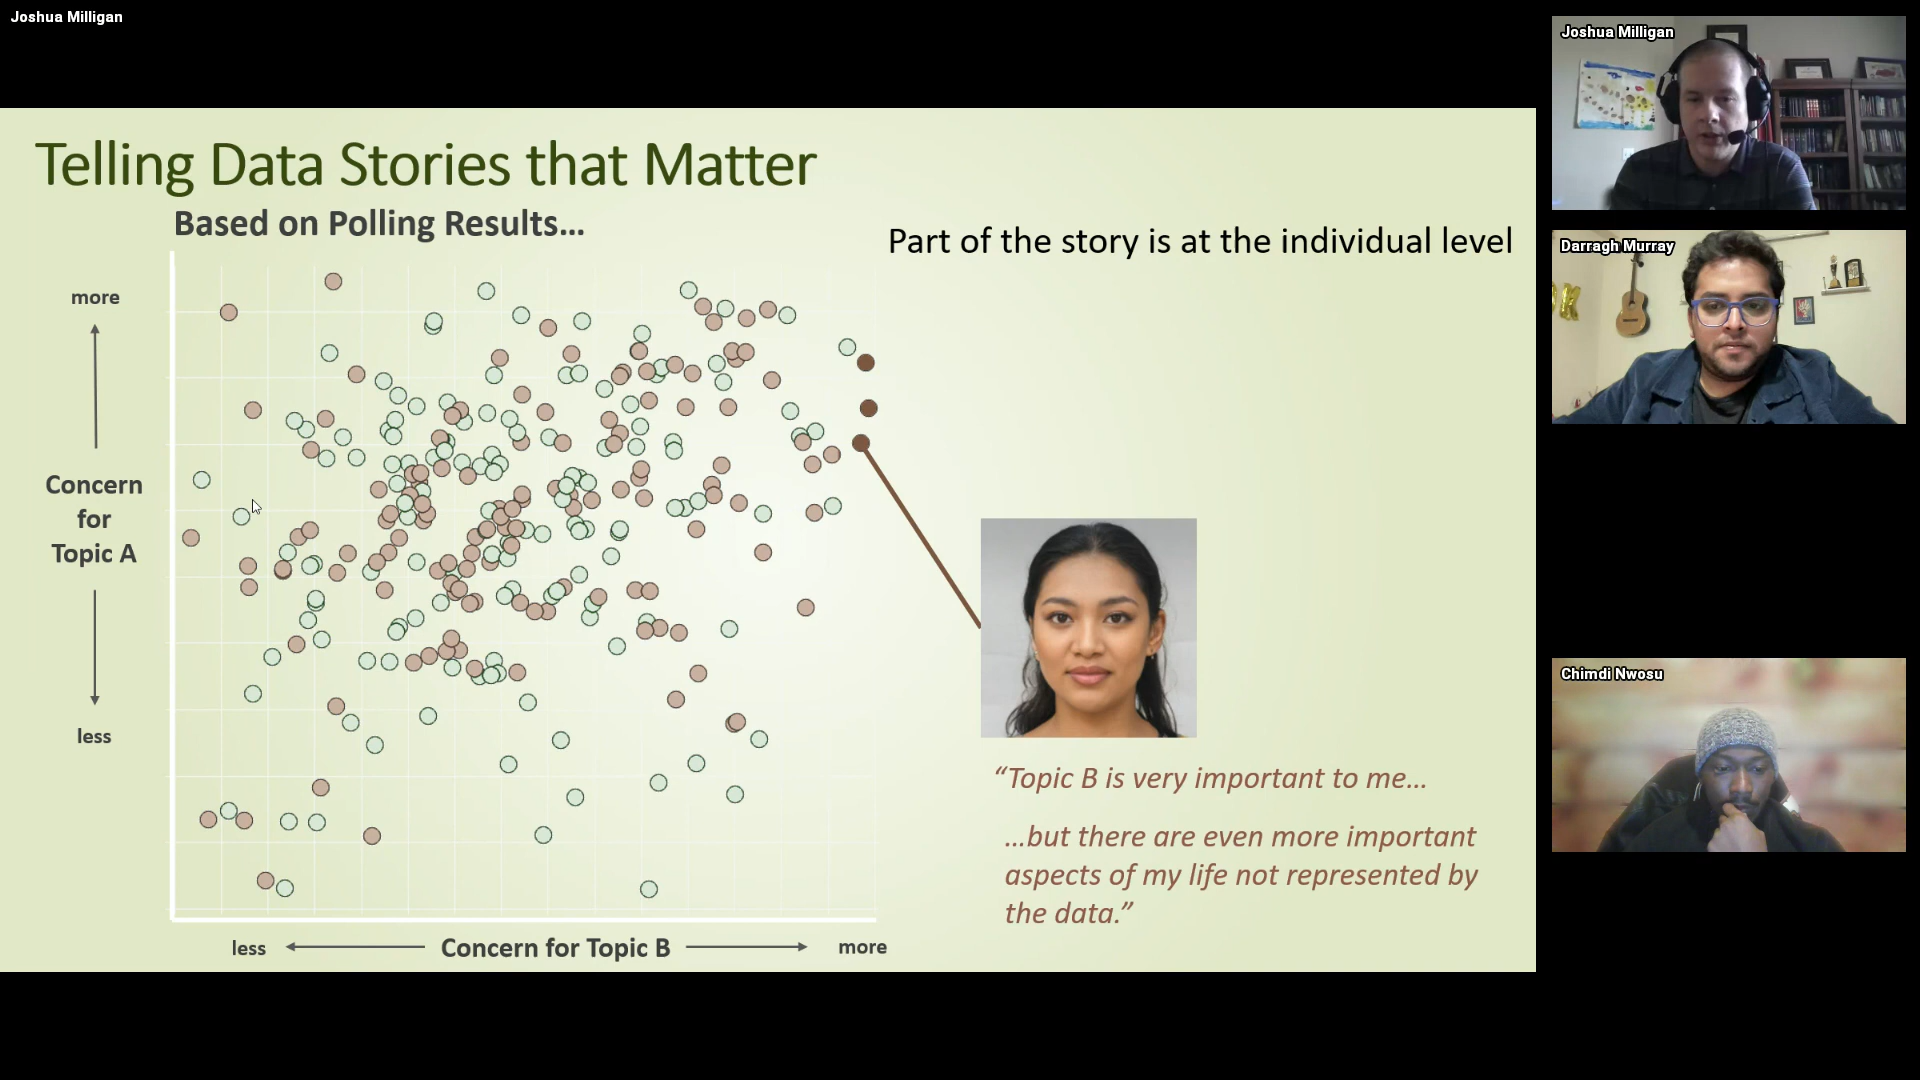 Joshua Milligan
Telling Data Stories that Matter
Based on Polling Results...
Part of the story is at the individual level
more
Concern
for
Topic A
less
less
Concern for Topic B
more
“Topic B is very important to me...
...but there are even more important
aspects of my life not represented by
the data.”
Joshua Milligan
Darragh Murray
Chimdi Nwosu